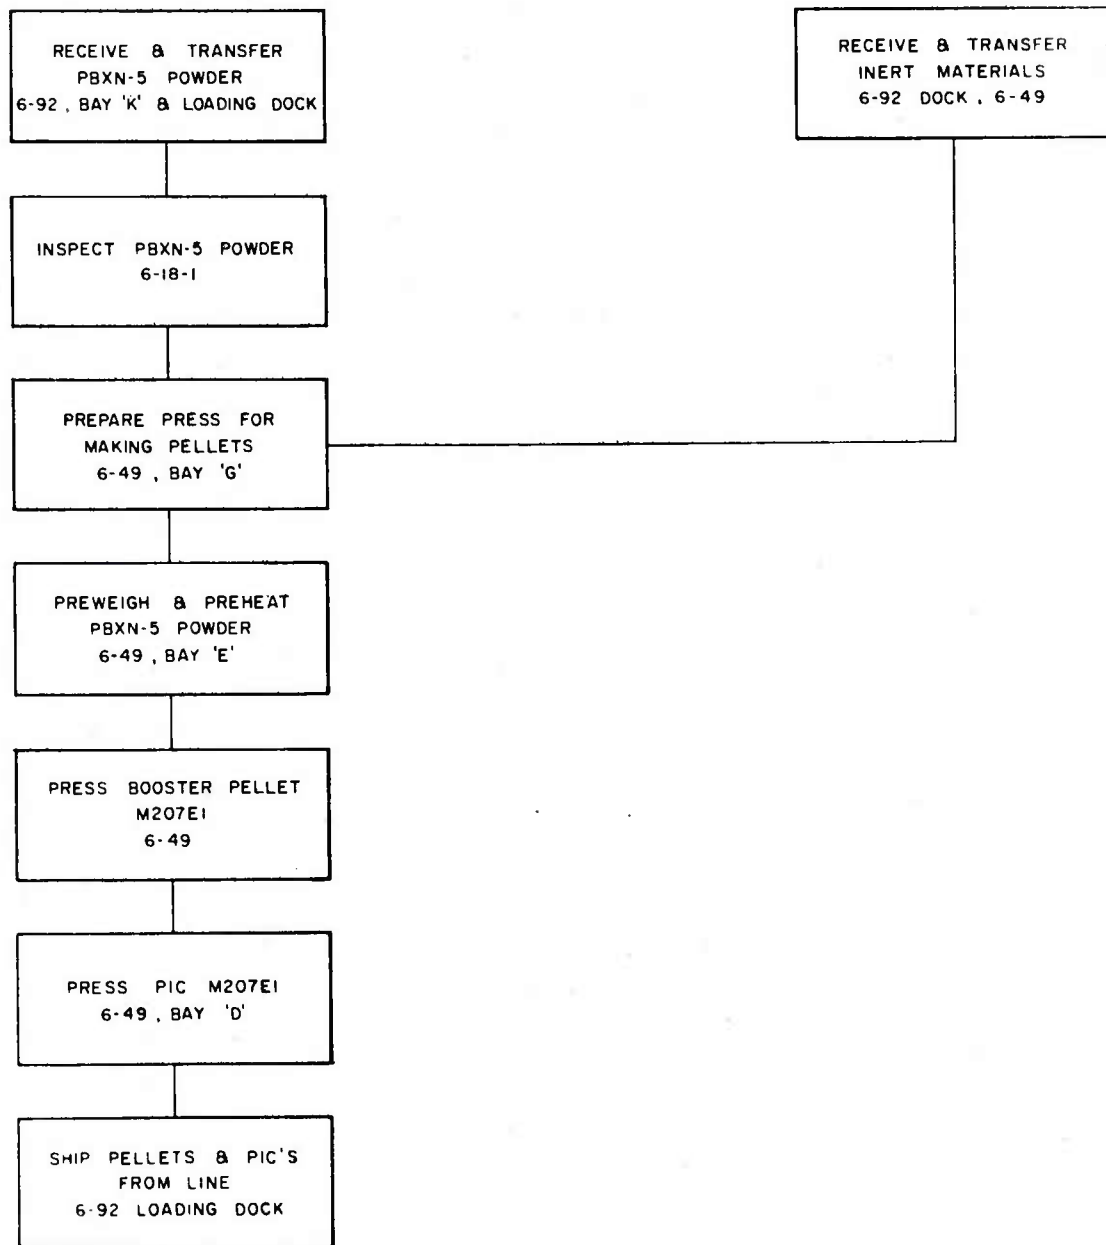 RECEIVE & TRANSFER
PBXN-5 POWDER
6-92, BAY 'K' & LOADING DOCK
RECEIVE & TRANSFER
INERT MATERIALS
6-92 DOCK, 6-49
INSPECT PBXN-5 POWDER
6-18-1
PREPARE PRESS FOR
MAKING PELLETS
6-49, BAY 'G'
PREWEIGH & PREHEAT
PBXN-5 POWDER
6-49, BAY 'E'
PRESS BOOSTER PELLET
M207E1
6-49
PRESS PIC M207E1
6-49, BAY 'D'
SHIP PELLETS & PIC'S
FROM LINE
6-92 LOADING DOCK